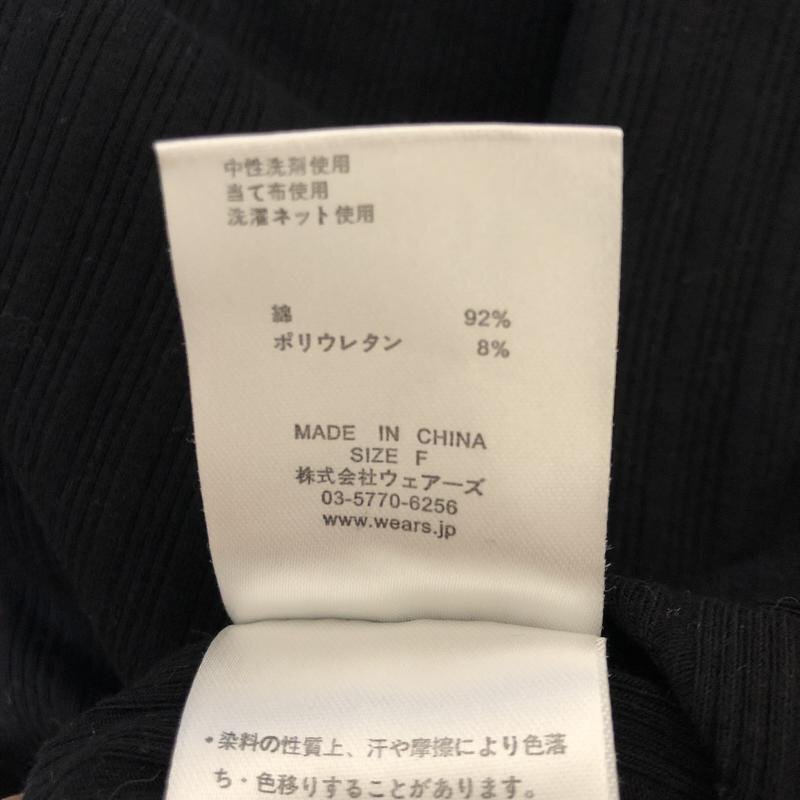 中性洗剤使用
当て布使用
洗濯ネット使用
綿 92%
ポリウレタン 8%
MADE IN CHINA
SIZE F
株式会社ウェアーズ
03-5770-6256
www.wears.jp
・染料の性質上、汗や摩擦により色落
ち・色移りすることがあります。